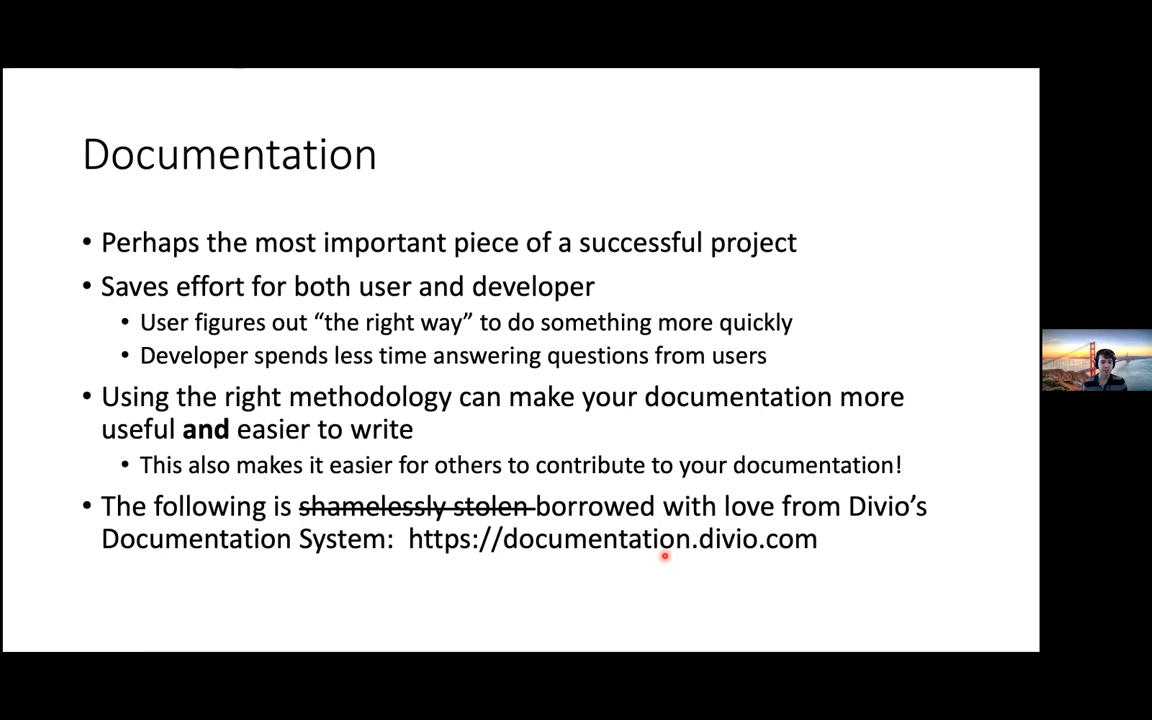 Documentation
• Perhaps the most important piece of a successful project
• Saves effort for both user and developer
• User figures out “the right way” to do something more quickly
• Developer spends less time answering questions from users
• Using the right methodology can make your documentation more
useful and easier to write
• This also makes it easier for others to contribute to your documentation!
• The following is shamelessly stolen borrowed with love from Divio’s
Documentation System: https://documentation.divio.com